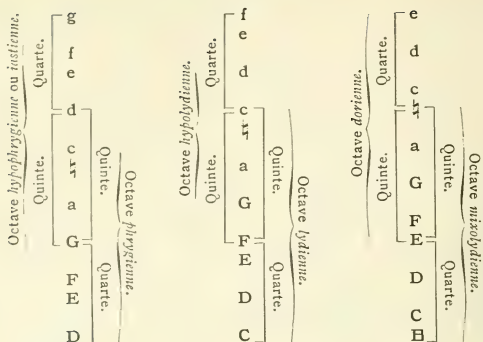 Octave hypophrygienne ou iastienne.
Quarte.
Quinte.
g
f
e
d
c
♮
a
G
F
E
D
Quinte.
Quarte.
Octave phrygienne.
Octave hypolydienne.
Quarte.
Quinte.
f
e
d
c
♮
a
G
F
E
D
C
Quinte.
Quarte.
Octave lydienne.
Octave dorienne.
Quarte.
Quinte.
e
d
c
♮
a
G
F
E
D
C
B
Quinte.
Quarte.
Octave mixolydienne.